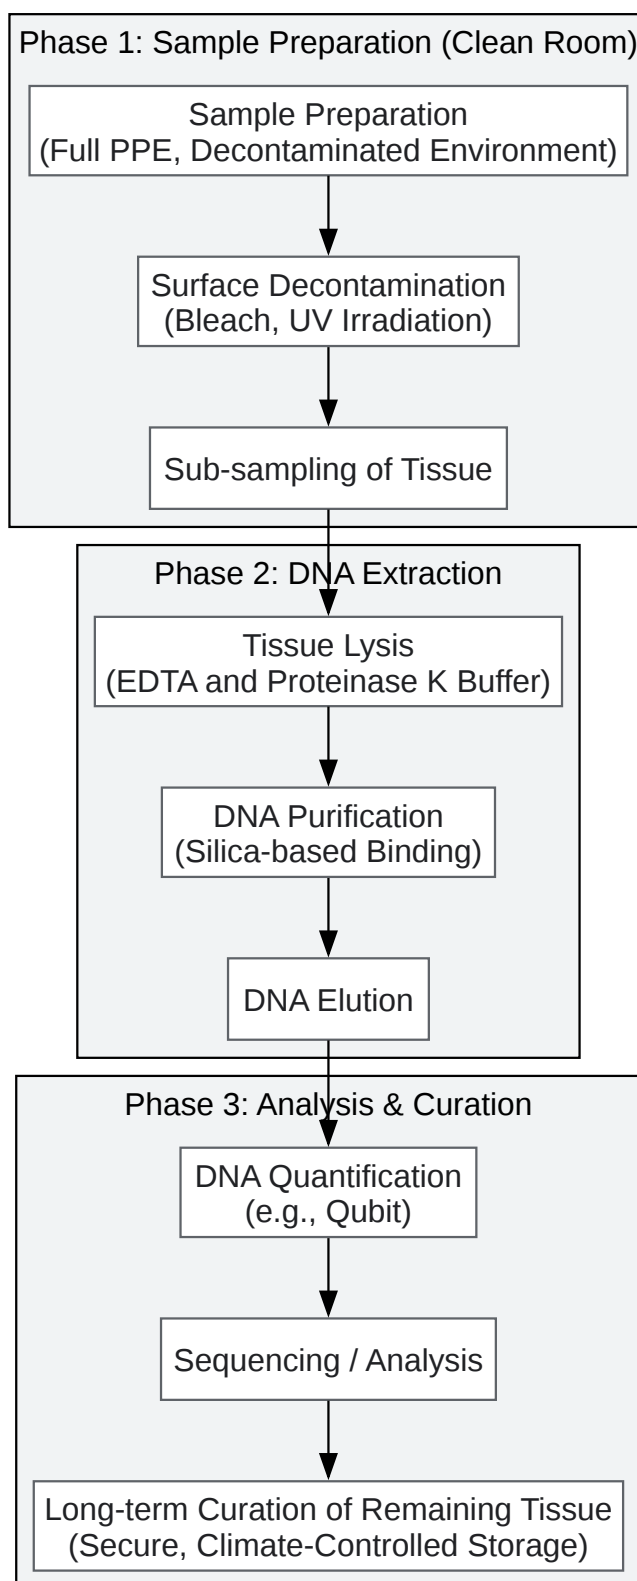 Phase 1: Sample Preparation (Clean Room)
Sample Preparation
(Full PPE, Decontaminated Environment)
Surface Decontamination
(Bleach, UV Irradiation)
Sub-sampling of Tissue
Phase 2: DNA Extraction
Tissue Lysis
(EDTA and Proteinase K Buffer)
DNA Purification
(Silica-based Binding)
DNA Elution
Phase 3: Analysis & Curation
DNA Quantification
(e.g., Qubit)
Sequencing / Analysis
Long-term Curation of Remaining Tissue
(Secure, Climate-Controlled Storage)